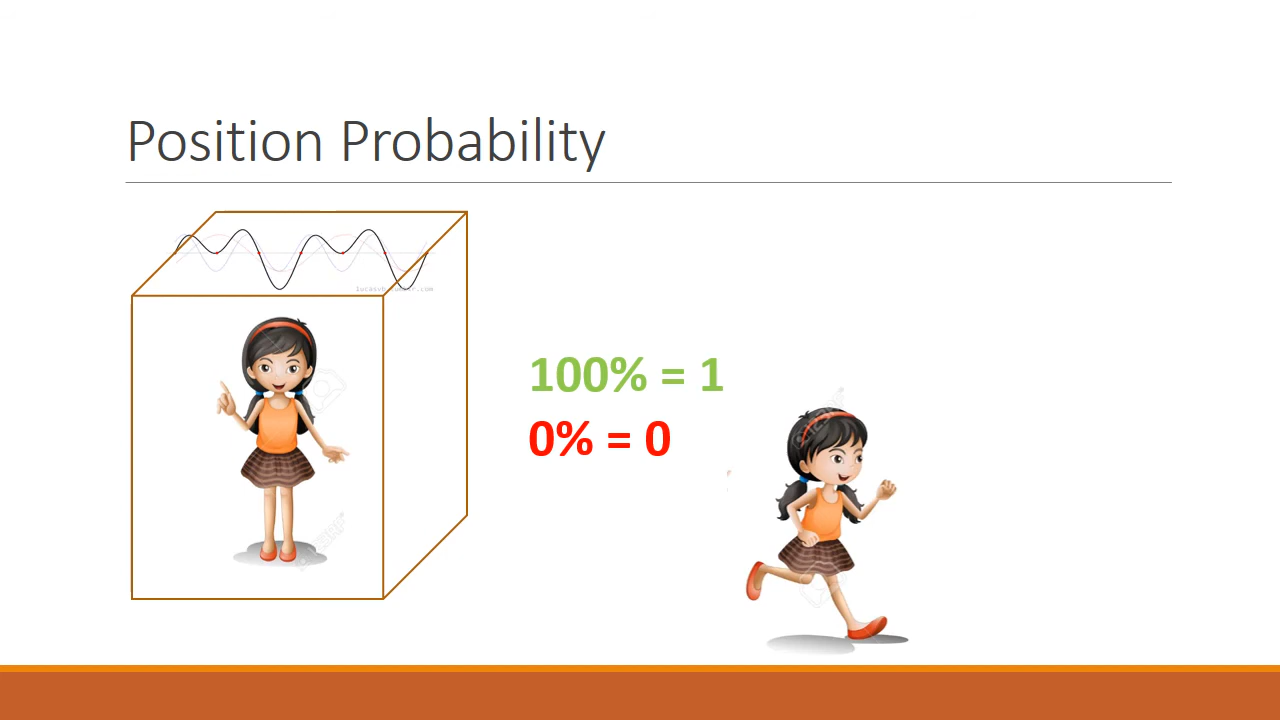 Position Probability
100% = 1
0% = 0